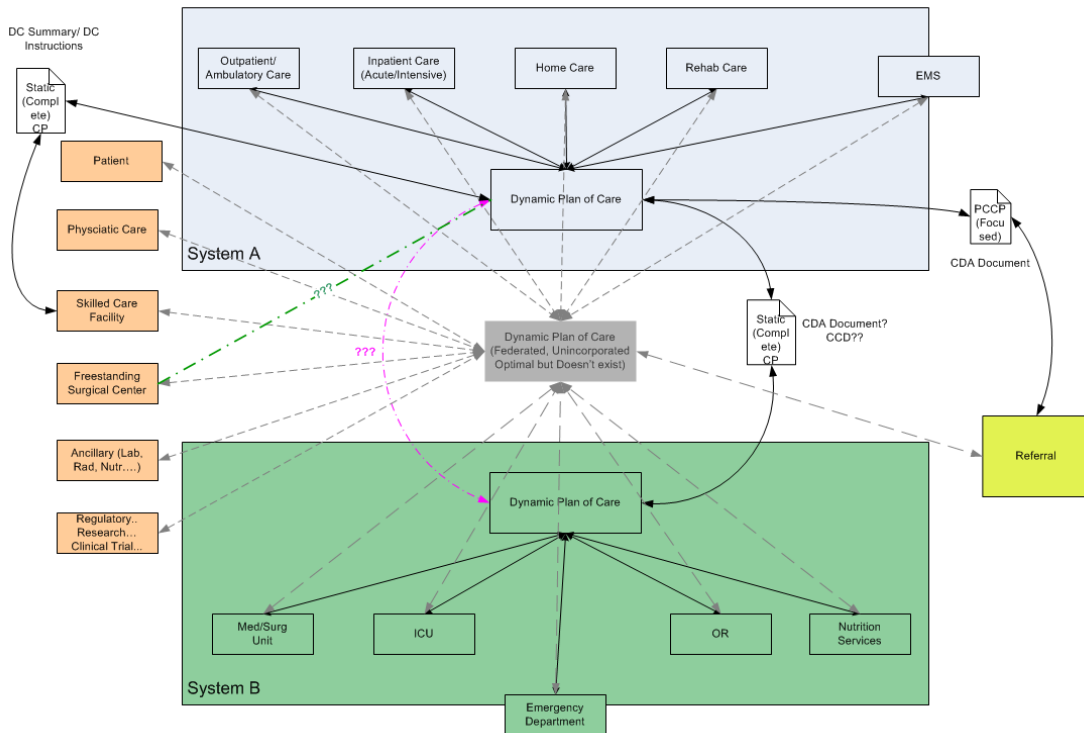 DC Summary/ DC
Instructions
Static
(Compl
ete)
CP
Outpatient/
Ambulatory Care
Inpatient Care
(Acute/Intensive)
Home Care
Rehab Care
EMS
Patient
Physciatic Care
Skilled Care
Facility
Freestanding
Surgical Center
Ancillary (Lab,
Rad, Nutr....)
Regulatory..
Research...
Clinical Trial...
Dynamic Plan of Care
System A
???
???
PCCP
(Focu
sed)
CDA Document
Dynamic Plan of Care
(Federated, Unincorporated
Optimal but Doesn't exist)
Static
(Compl
ete)
CP
CDA Document?
CCD??
Referral
Dynamic Plan of Care
Med/Surg
Unit
ICU
OR
Nutrition
Services
System B
Emergency
Department